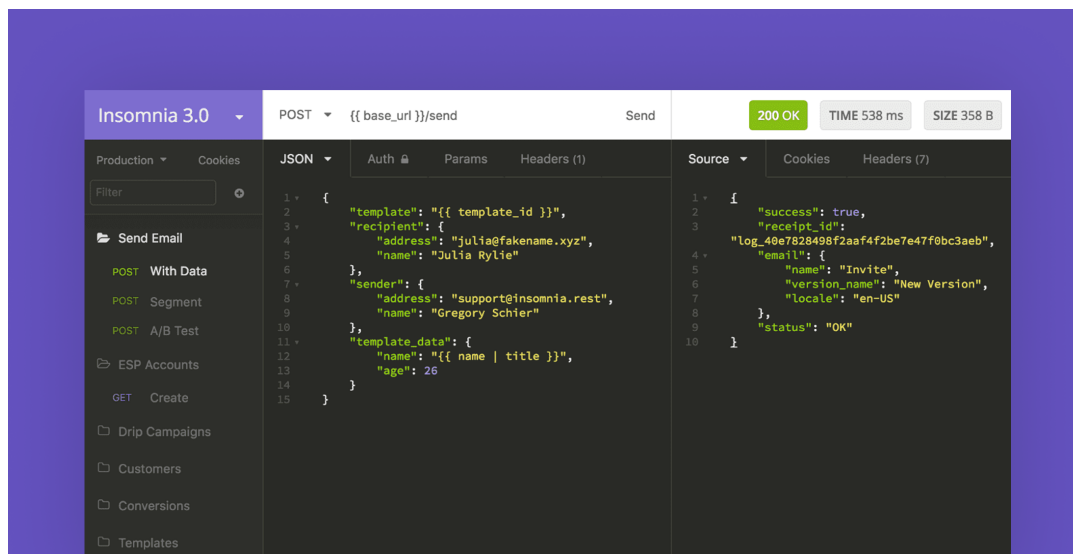 Insomnia 3.0
POST {{ base_url }}/send Send
200 OK TIME 538 ms SIZE 358 B
Production Cookies
Filter
Send Email
POST With Data
POST Segment
POST A/B Test
ESP Accounts
GET Create
Drip Campaigns
Customers
Conversions
Templates
JSON Auth Params Headers (1)
1 {
2 "template": "{{ template_id }}",
3 "recipient": {
4 "address": "julia@fakename.xyz",
5 "name": "Julia Rylie"
6 },
7 "sender": {
8 "address": "support@insomnia.rest",
9 "name": "Gregory Schier"
10 },
11 "template_data": {
12 "name": "{{ name | title }}",
13 "age": 26
14 }
15 }
Source Cookies Headers (7)
1 {
2 "success": true,
3 "receipt_id":
"log_40e7828498f2aaf4f2be7e47f0bc3aeb",
4 "email": {
5 "name": "Invite",
6 "version_name": "New Version",
7 "locale": "en-US"
8 },
9 "status": "OK"
10 }